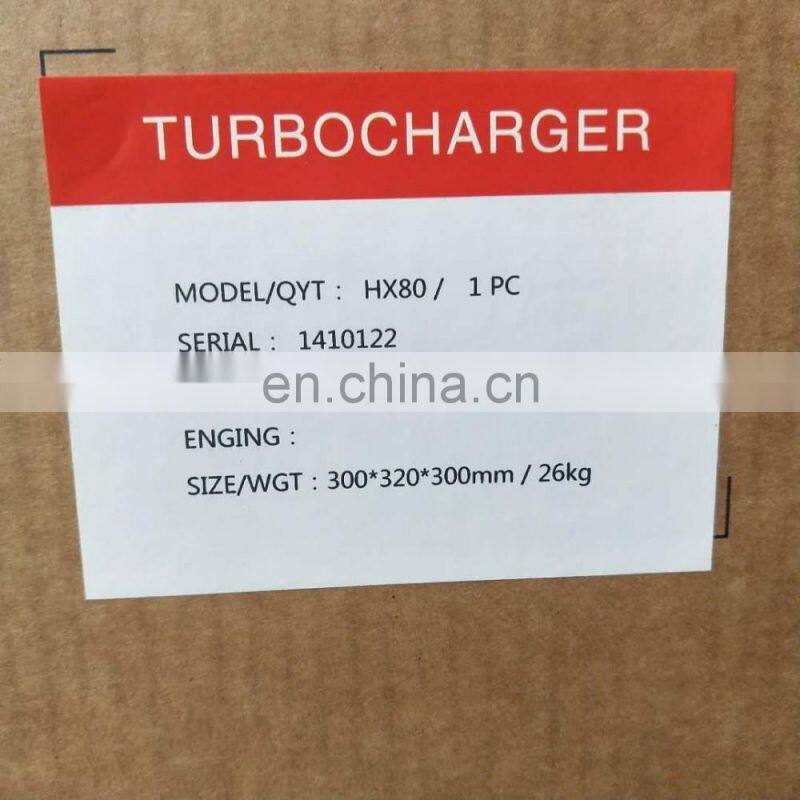 TURBOCHARGER
MODEL/QYT : HX80 / 1 PC
SERIAL : 1410122
en.china.cn
ENGING :
SIZE/WGT : 300*320*300mm / 26kg